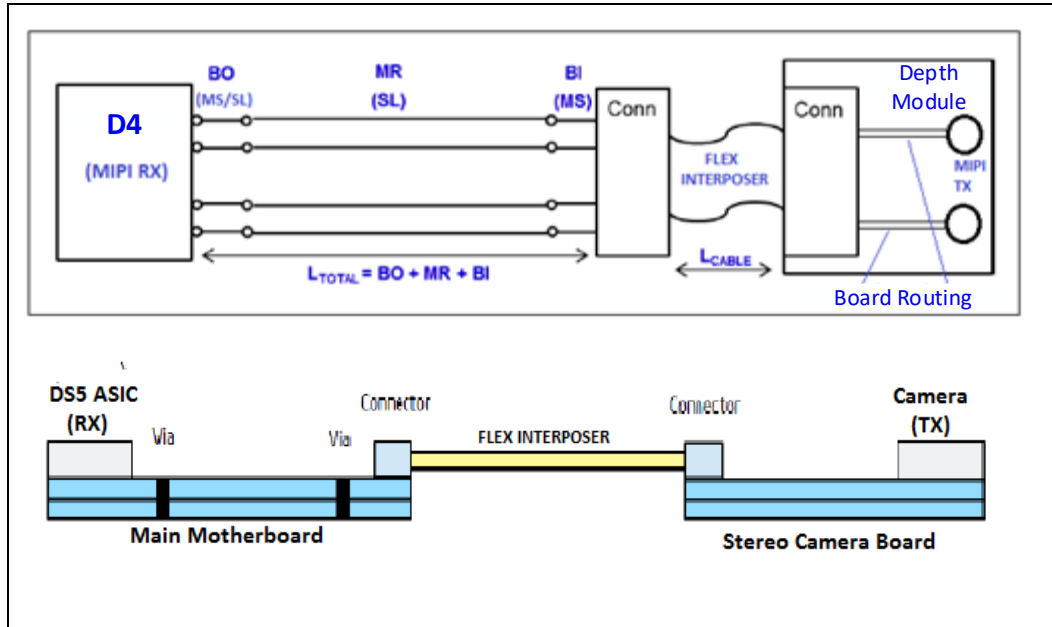 BO
MR
BI
(MS/SL)
(SL)
(MS)
D4
(MIPI RX)
Conn
Conn
Depth
Module
FLEX
INTERPOSER
MIPI
TX
L_TOTAL = BO + MR + BI
L_CABLE
Board Routing
DS5 ASIC
(RX)
Via
Via
Connector
FLEX INTERPOSER
Connector
Camera
(TX)
Main Motherboard
Stereo Camera Board